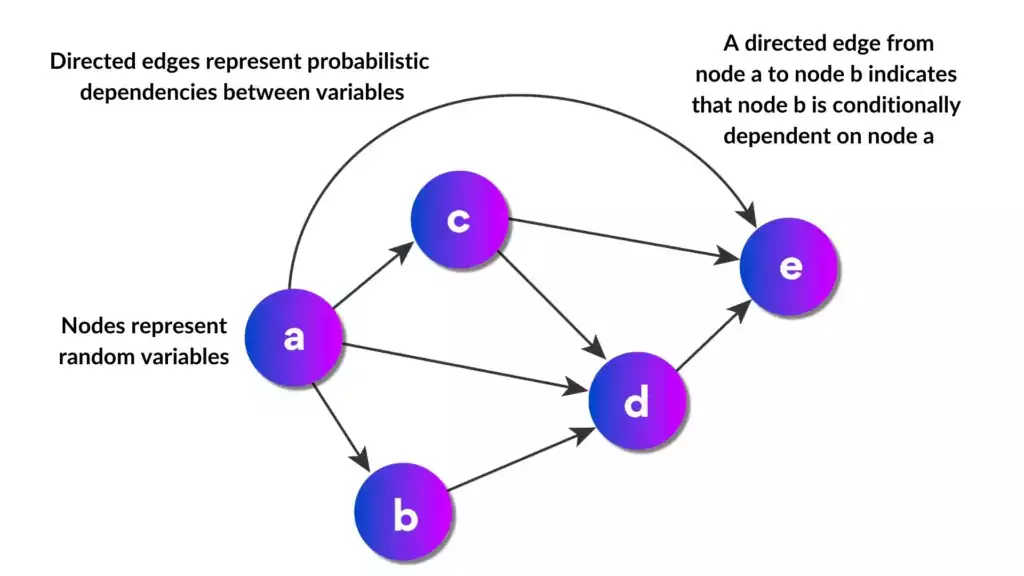 Directed edges represent probabilistic
dependencies between variables
A directed edge from
node a to node b indicates
that node b is conditionally
dependent on node a
c
e
Nodes represent
random variables
a
d
b